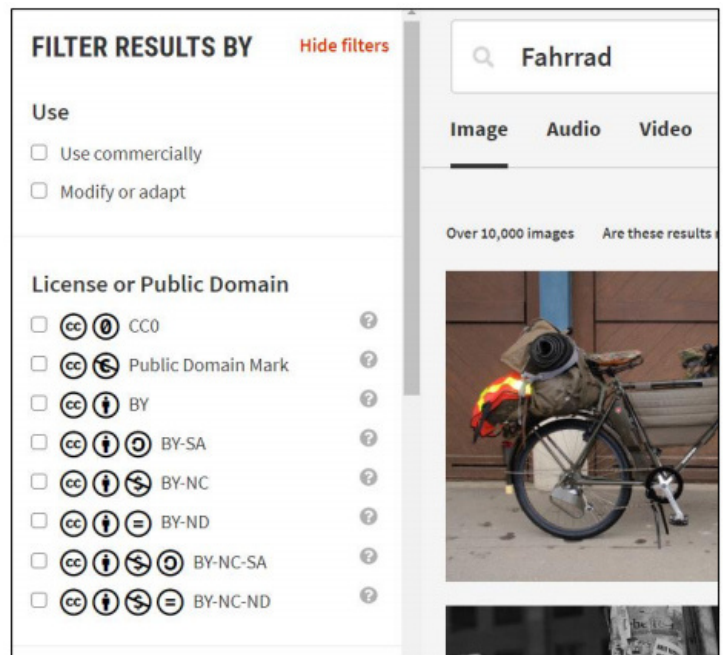 FILTER RESULTS BY
Hide filters
Use
Use commercially
Modify or adapt
License or Public Domain
CC0
Public Domain Mark
BY
BY-SA
BY-NC
BY-ND
BY-NC-SA
BY-NC-ND
Fahrrad
Image Audio Video
Over 10,000 images Are these results